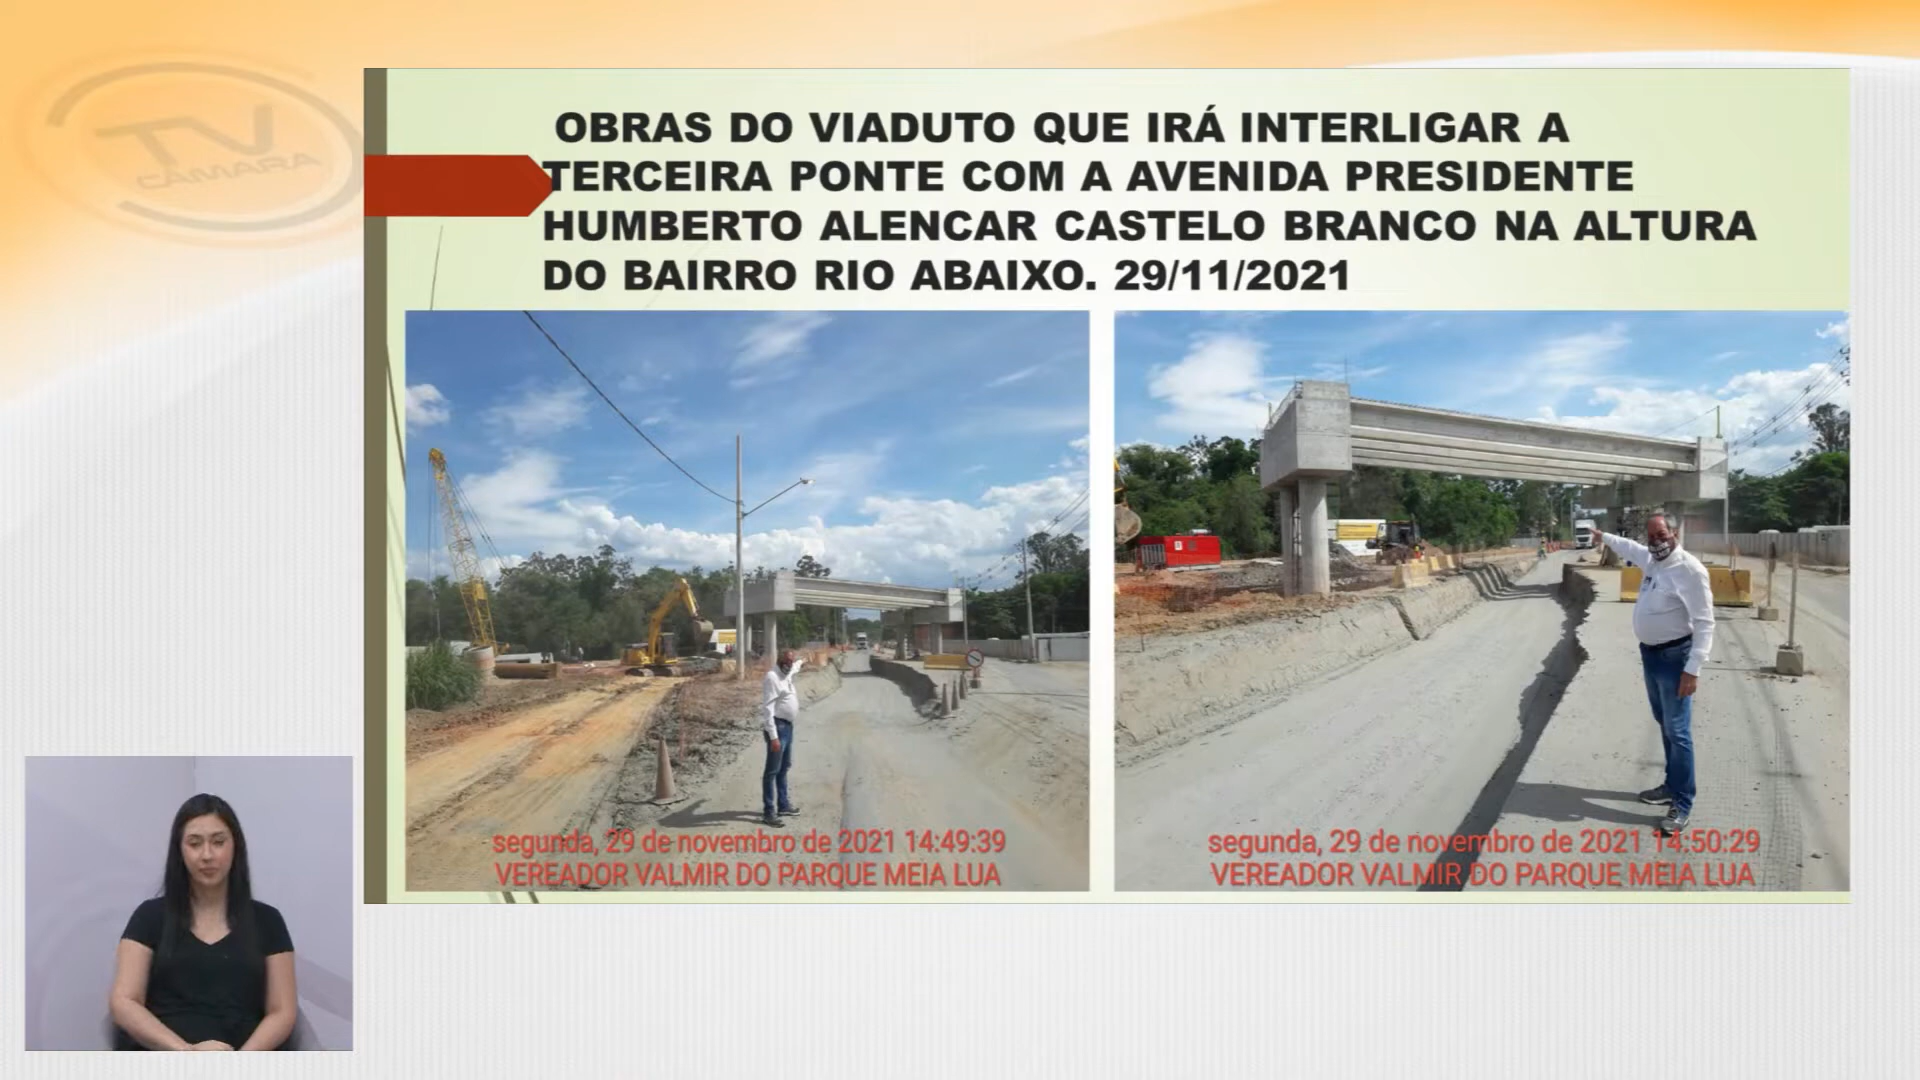 TV
CÂMARA
OBRAS DO VIADUTO QUE IRÁ INTERLIGAR A
TERCEIRA PONTE COM A AVENIDA PRESIDENTE
HUMBERTO ALENCAR CASTELO BRANCO NA ALTURA
DO BAIRRO RIO ABAIXO. 29/11/2021
segunda, 29 de novembro de 2021 14:49:39
VEREADOR VALMIR DO PARQUE MEIA LUA
segunda, 29 de novembro de 2021 14:50:29
VEREADOR VALMIR DO PARQUE MEIA LUA